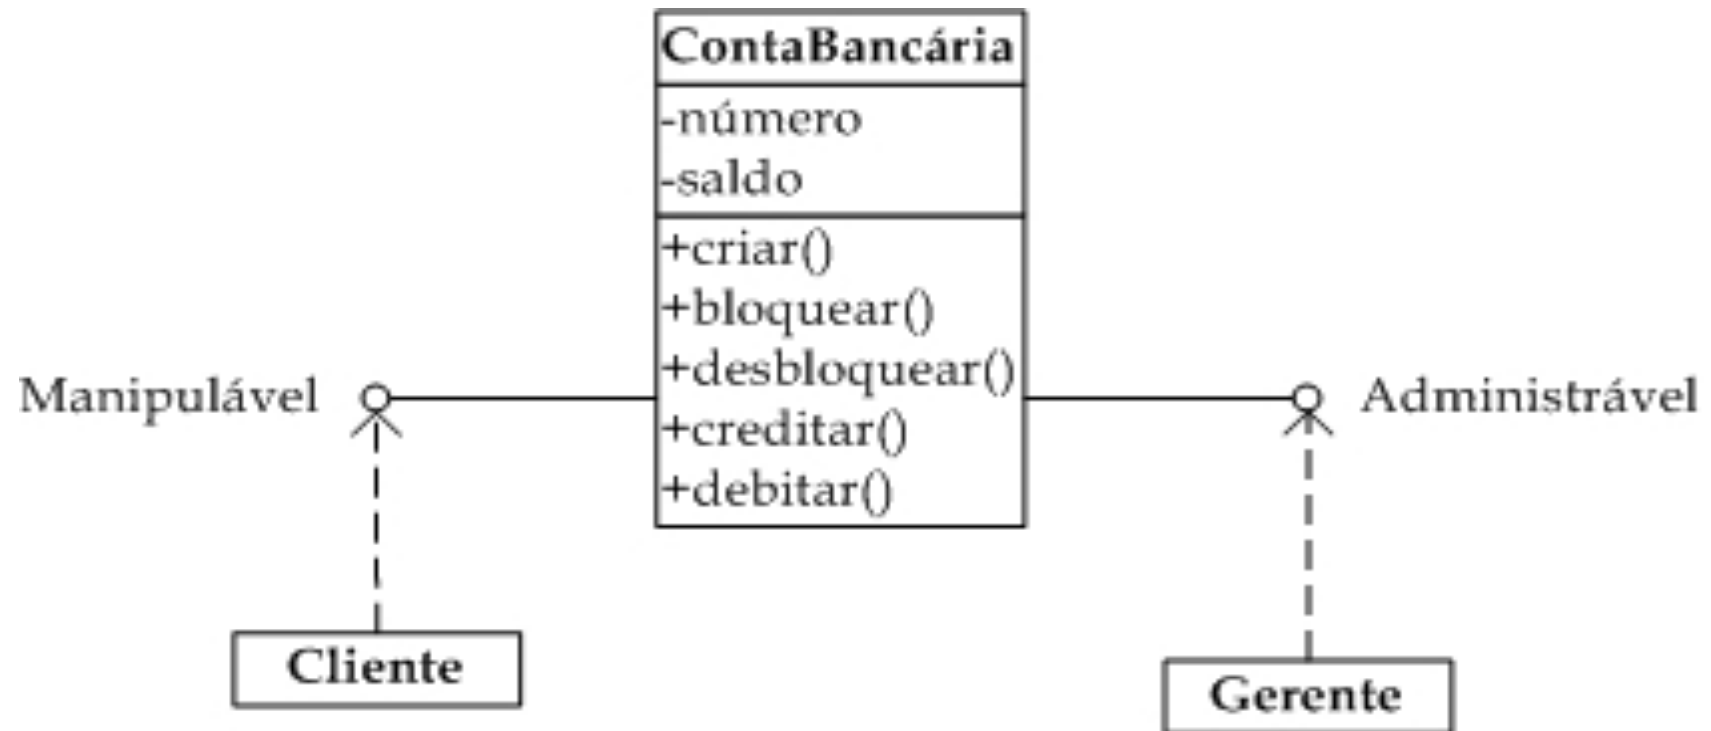 ContaBancária
-número
-saldo
+criar()
+bloquear()
+desbloquear()
+creditar()
+debitar()
Manipulável
Administrável
Cliente
Gerente